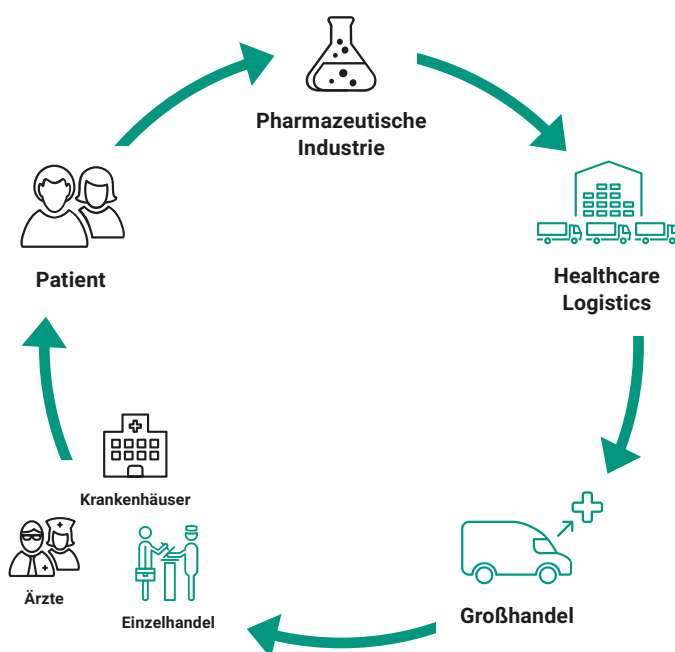 Pharmazeutische
Industrie
Patient
Healthcare
Logistics
Krankenhäuser
Ärzte
Einzelhandel
Großhandel